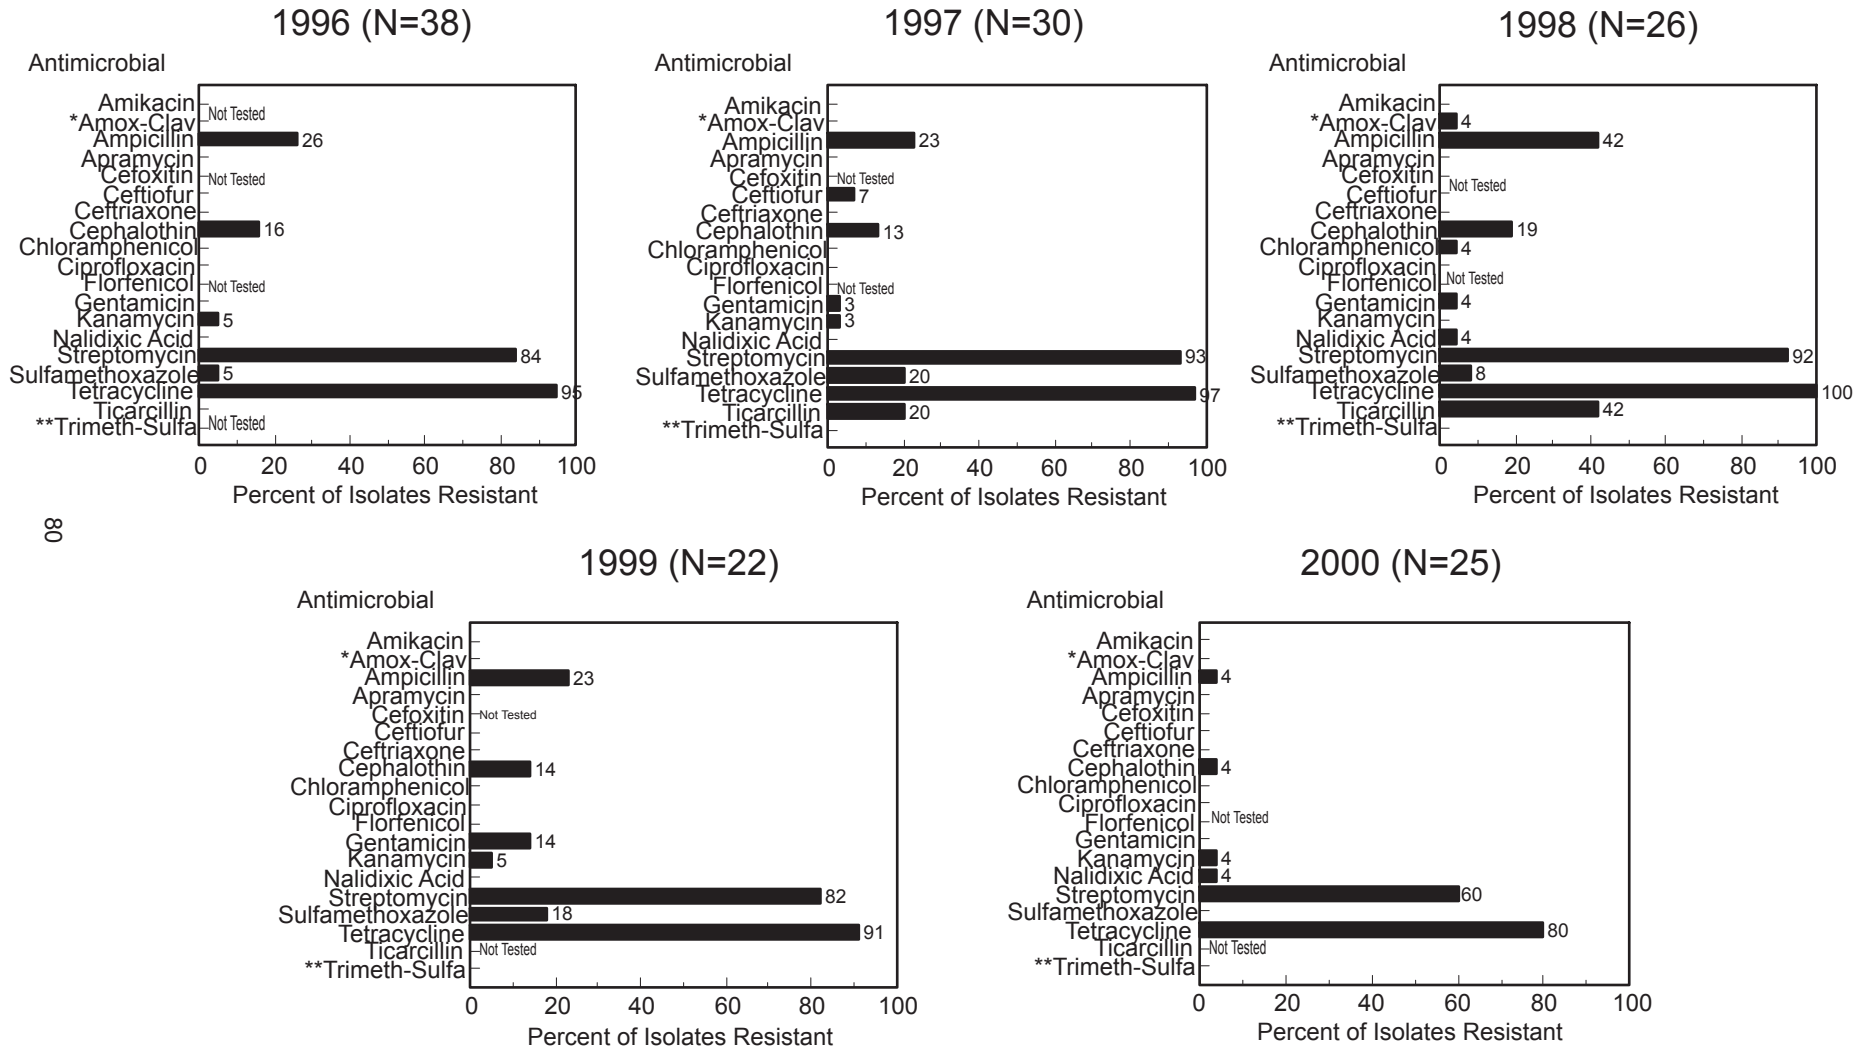 1996 (N=38)
Antimicrobial
Amikacin
*Amox-Clav Not Tested
Ampicillin 26
Apramycin
Cefoxitin Not Tested
Ceftiofur
Ceftriaxone
Cephalothin 16
Chloramphenicol
Ciprofloxacin
Florfenicol Not Tested
Gentamicin
Kanamycin 5
Nalidixic Acid
Streptomycin 84
Sulfamethoxazole 5
Tetracycline 95
Ticarcillin
**Trimeth-Sulfa Not Tested
0 20 40 60 80 100
Percent of Isolates Resistant
1997 (N=30)
Antimicrobial
Amikacin
*Amox-Clav
Ampicillin 23
Apramycin
Cefoxitin Not Tested
Ceftiofur 7
Ceftriaxone
Cephalothin 13
Chloramphenicol
Ciprofloxacin
Florfenicol Not Tested
Gentamicin 3
Kanamycin 3
Nalidixic Acid
Streptomycin 93
Sulfamethoxazole 20
Tetracycline 97
Ticarcillin 20
**Trimeth-Sulfa
0 20 40 60 80 100
Percent of Isolates Resistant
1998 (N=26)
Antimicrobial
Amikacin
*Amox-Clav 4
Ampicillin 42
Apramycin
Cefoxitin
Ceftiofur Not Tested
Ceftriaxone
Cephalothin 19
Chloramphenicol 4
Ciprofloxacin
Florfenicol Not Tested
Gentamicin 4
Kanamycin
Nalidixic Acid 4
Streptomycin 92
Sulfamethoxazole 8
Tetracycline 100
Ticarcillin 42
**Trimeth-Sulfa
0 20 40 60 80 100
Percent of Isolates Resistant
80
1999 (N=22)
Antimicrobial
Amikacin
*Amox-Clav
Ampicillin 23
Apramycin
Cefoxitin Not Tested
Ceftiofur
Ceftriaxone
Cephalothin 14
Chloramphenicol
Ciprofloxacin
Florfenicol
Gentamicin 14
Kanamycin 5
Nalidixic Acid
Streptomycin 82
Sulfamethoxazole 18
Tetracycline 91
Ticarcillin Not Tested
**Trimeth-Sulfa
0 20 40 60 80 100
Percent of Isolates Resistant
2000 (N=25)
Antimicrobial
Amikacin
*Amox-Clav
Ampicillin 4
Apramycin
Cefoxitin
Ceftiofur
Ceftriaxone
Cephalothin 4
Chloramphenicol
Ciprofloxacin
Florfenicol Not Tested
Gentamicin
Kanamycin 4
Nalidixic Acid 4
Streptomycin 60
Sulfamethoxazole
Tetracycline 80
Ticarcillin Not Tested
**Trimeth-Sulfa
0 20 40 60 80 100
Percent of Isolates Resistant